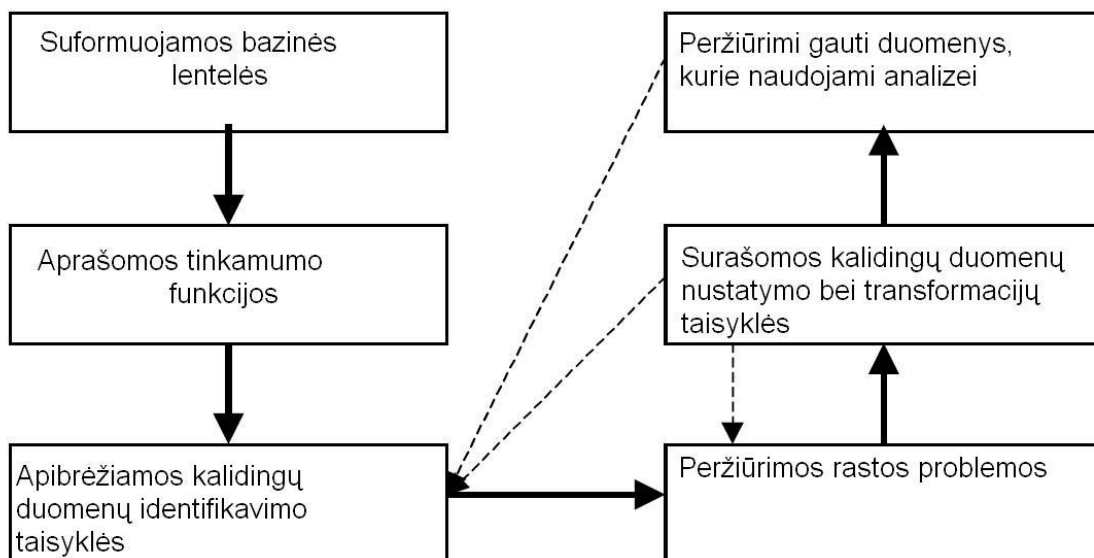 Suformuojamos bazinės
lentelės
Aprašomos tinkamumo
funkcijos
Apibrėžiamos kalidingų
duomenų identifikavimo
taisyklės
Peržiūrimi gauti duomenys,
kurie naudojami analizei
Surašomos kalidingų duomenų
nustatymo bei transformacijų
taisyklės
Peržiūrimos rastos problemos